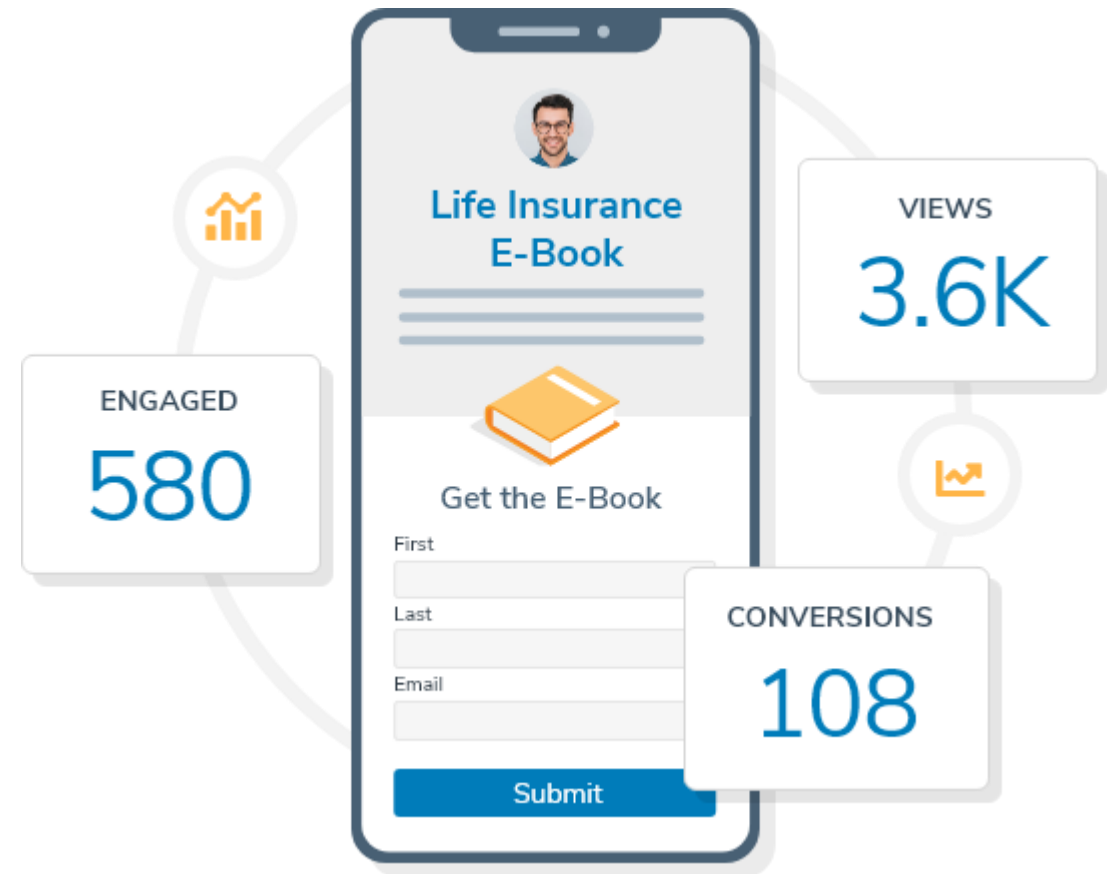 Life Insurance
E-Book
VIEWS
3.6K
ENGAGED
580
Get the E-Book
First
Last
Email
Submit
CONVERSIONS
108